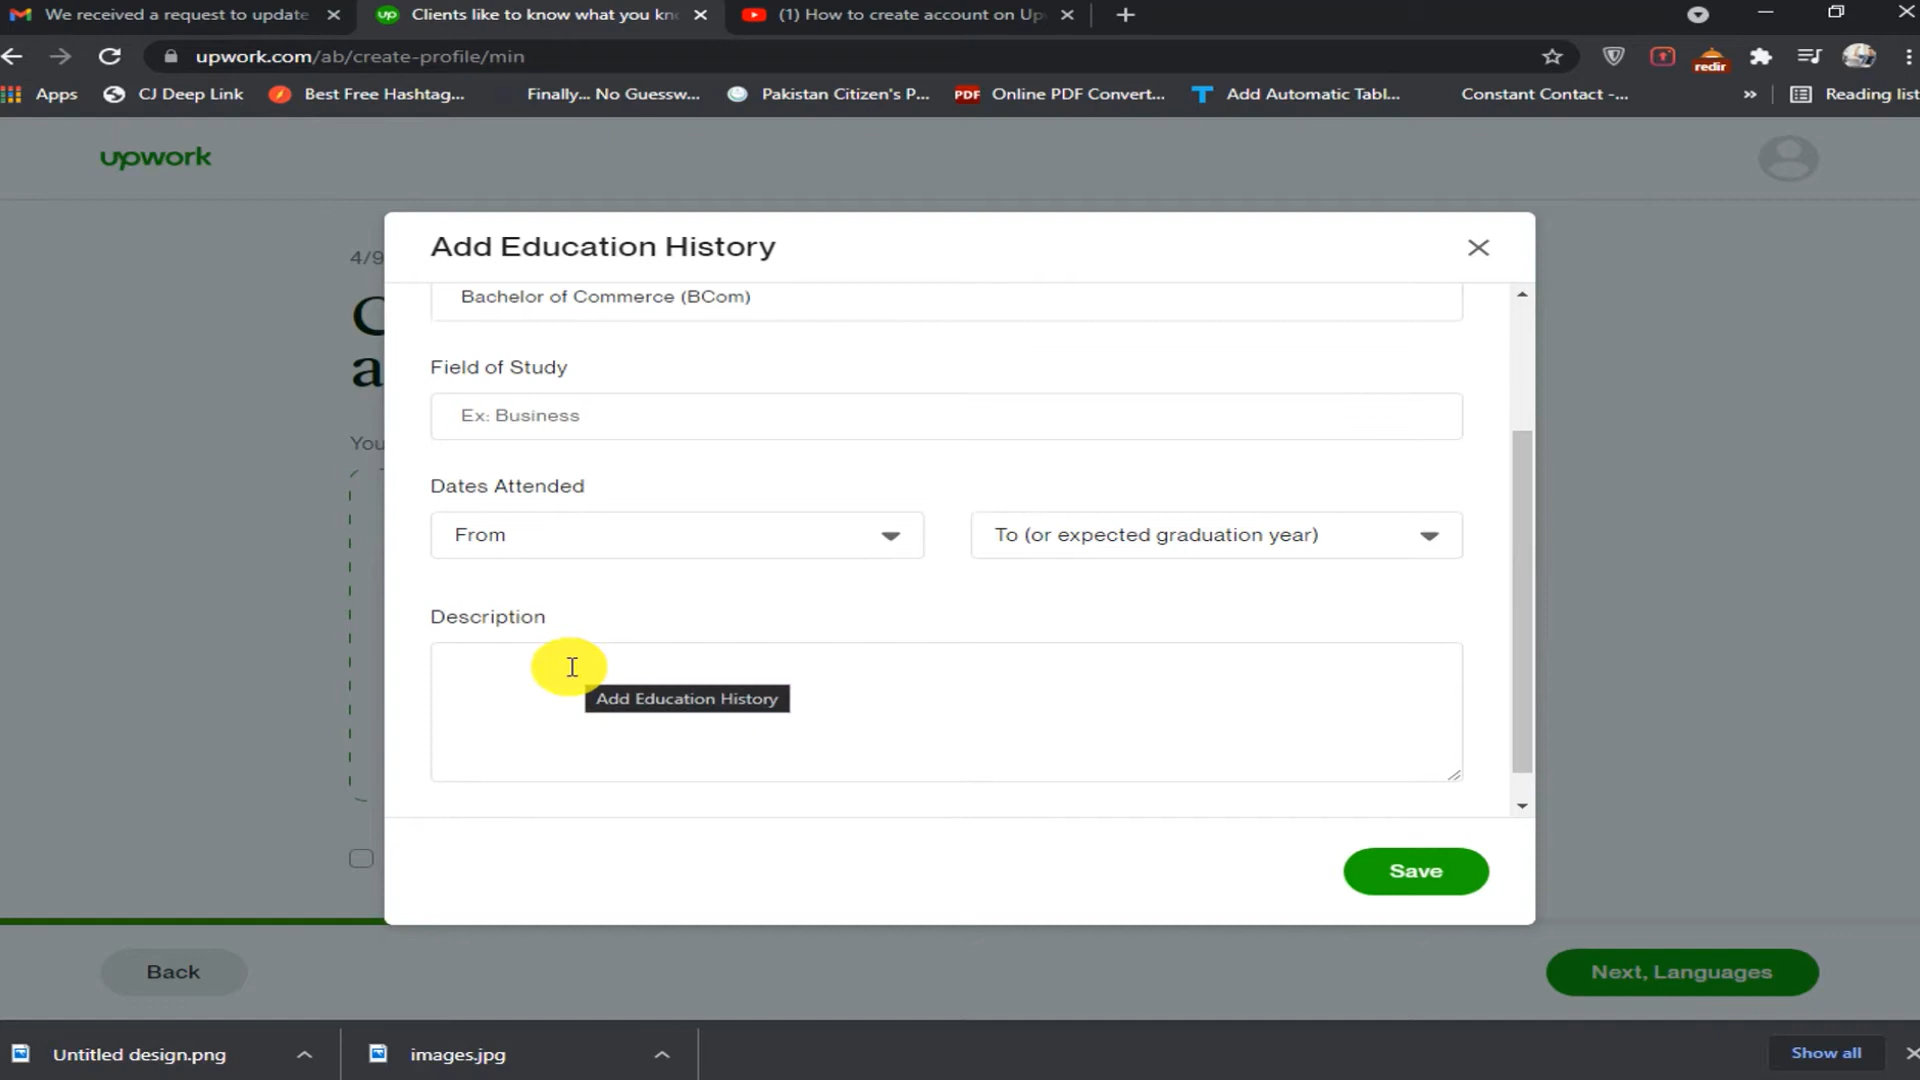 We received a request to update
Clients like to know what you kn
(1) How to create account on Up
upwork.com/ab/create-profile/min
redir
Apps
CJ Deep Link
Best Free Hashtag...
Finally... No Guessw...
Pakistan Citizen's P...
PDF
Online PDF Convert...
Add Automatic Tabl...
Constant Contact -...
»
Reading list
upwork
4/9
Add Education History
C
a
Bachelor of Commerce (BCom)
Field of Study
Ex: Business
You
Dates Attended
From
To (or expected graduation year)
Description
Add Education History
Save
Back
Next, Languages
Untitled design.png
images.jpg
Show all